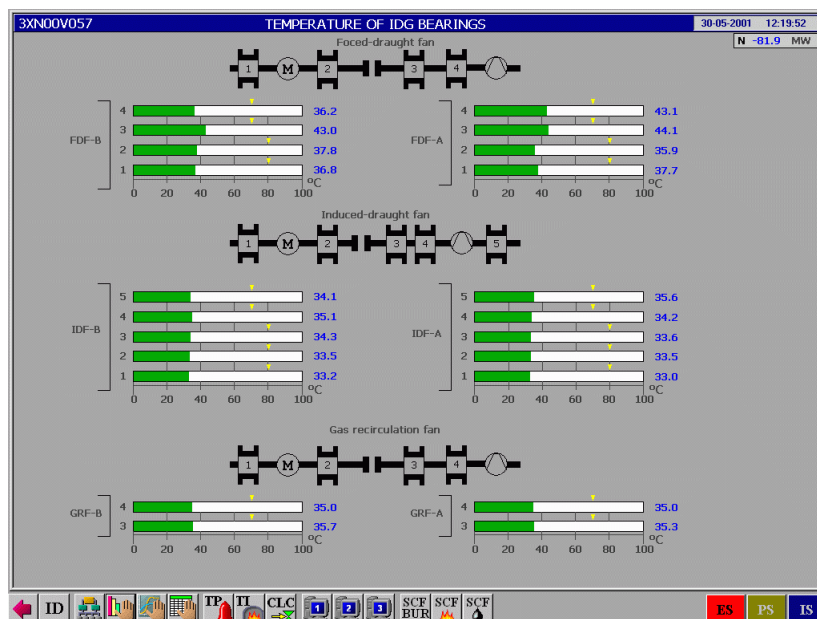 3XN00V057 TEMPERATURE OF IDG BEARINGS 30-05-2001 12:19:52
N -81.9 MW
Foced-draught fan
1 M 2 3 4
4 36.2 4 43.1
3 43.0 3 44.1
FDF-B FDF-A
2 37.8 2 35.9
1 36.8 1 37.7
0 20 40 60 80 100 °C 0 20 40 60 80 100 °C
Induced-draught fan
1 M 2 3 4 5
5 34.1 5 35.6
4 35.1 4 34.2
IDF-B 3 34.3 IDF-A 3 33.6
2 33.5 2 33.5
1 33.2 1 33.0
0 20 40 60 80 100 °C 0 20 40 60 80 100 °C
Gas recirculation fan
1 M 2 3 4
4 35.0 4 35.0
GRF-B GRF-A
3 35.7 3 35.3
0 20 40 60 80 100 °C 0 20 40 60 80 100 °C
ID TP TI CLC 1 2 3 SCF BUR SCF SCF ES PS IS